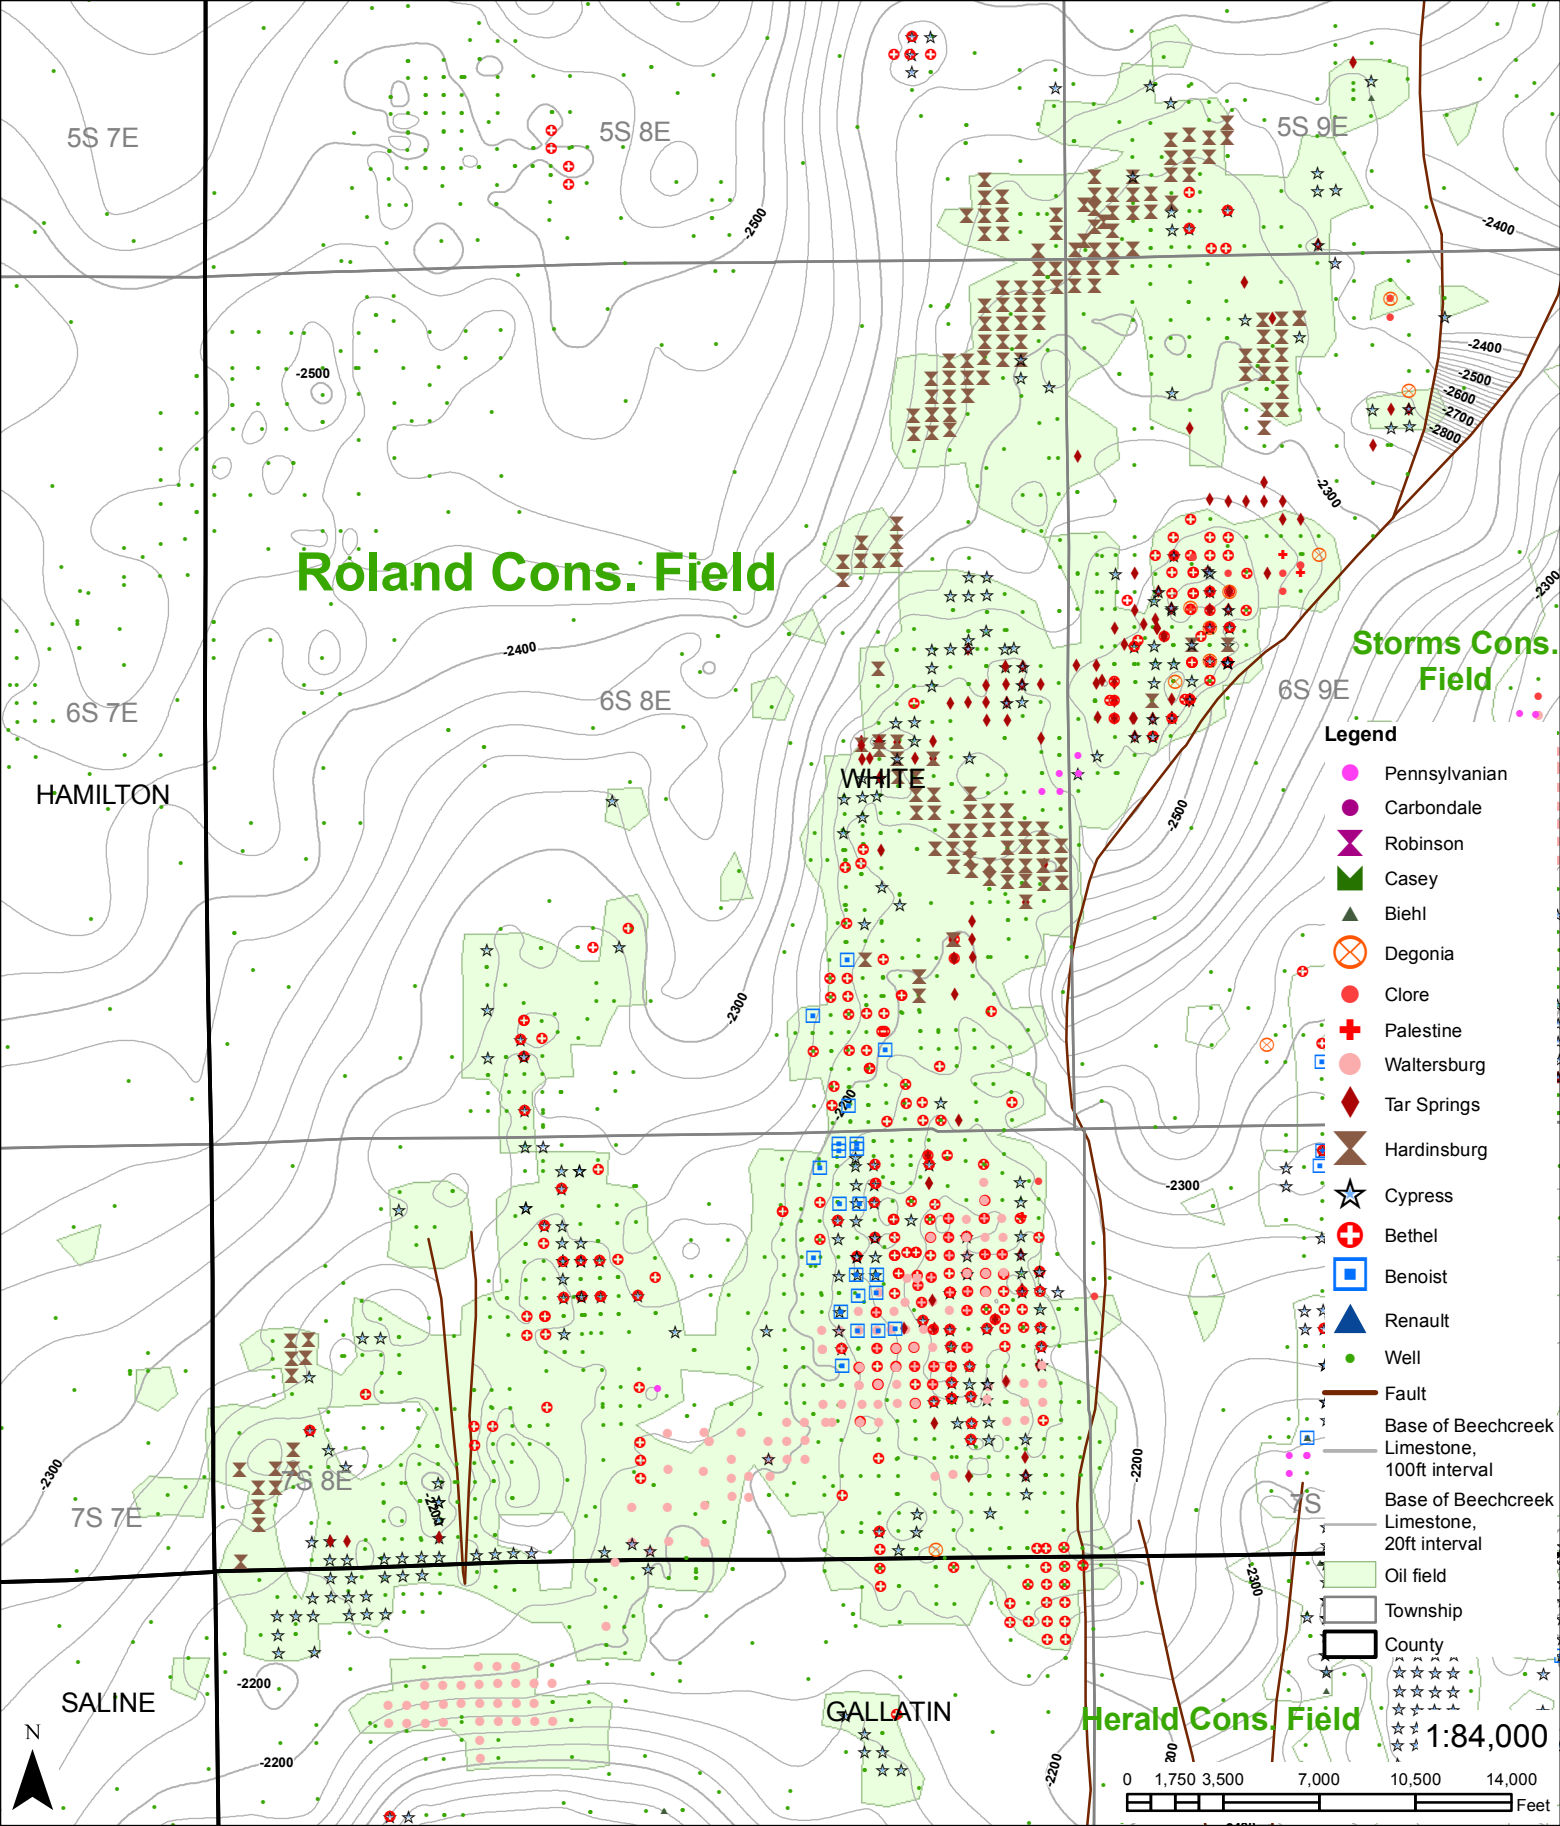 5S 7E
5S 8E
5S 9E
-2500
-2400
-2400
-2500
-2500
-2600
-2700
-2800
-2300
Roland Cons. Field
-2300
-2400
Storms Cons.
Field
6S 7E
6S 8E
6S 9E
HAMILTON
WHITE
-2500
-2300
-2200
-2300
-2300
-2200
-2200
7S 7E
7S 8E
7S
-2300
-2200
-2200
-2200
SALINE
GALLATIN
Herald Cons. Field
200
N
Legend
Pennsylvanian
Carbondale
Robinson
Casey
Biehl
Degonia
Clore
Palestine
Waltersburg
Tar Springs
Hardinsburg
Cypress
Bethel
Benoist
Renault
Well
Fault
Base of Beechcreek
Limestone,
100ft interval
Base of Beechcreek
Limestone,
20ft interval
Oil field
Township
County
1:84,000
0 1,750 3,500 7,000 10,500 14,000
Feet